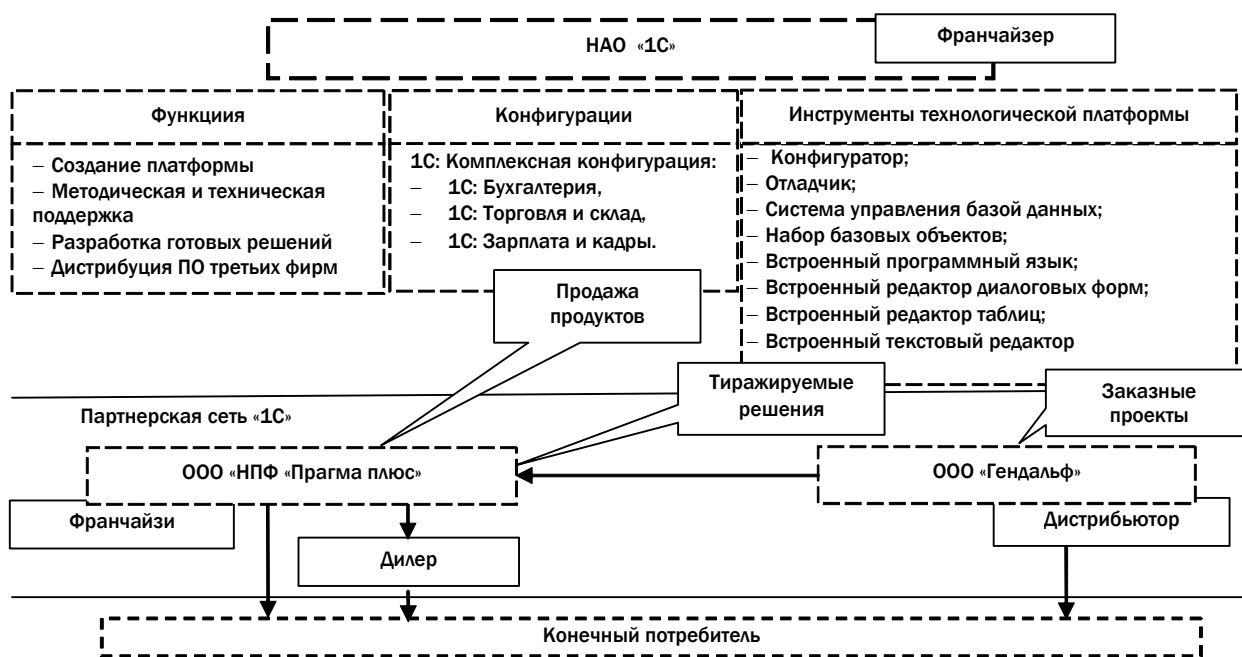 НАО «1С»
Франчайзер
Функциия
– Создание платформы
– Методическая и техническая
поддержка
– Разработка готовых решений
– Дистрибуция ПО третьих фирм
Конфигурации
1С: Комплексная конфигурация:
– 1С: Бухгалтерия,
– 1С: Торговля и склад,
– 1С: Зарплата и кадры.
Инструменты технологической платформы
– Конфигуратор;
– Отладчик;
– Система управления базой данных;
– Набор базовых объектов;
– Встроенный программный язык;
– Встроенный редактор диалоговых форм;
– Встроенный редактор таблиц;
– Встроенный текстовый редактор
Продажа
продуктов
Тиражируемые
решения
Заказные
проекты
Партнерская сеть «1С»
ООО «НПФ «Прагма плюс»
ООО «Гендальф»
Франчайзи
Дилер
Дистрибьютор
Конечный потребитель